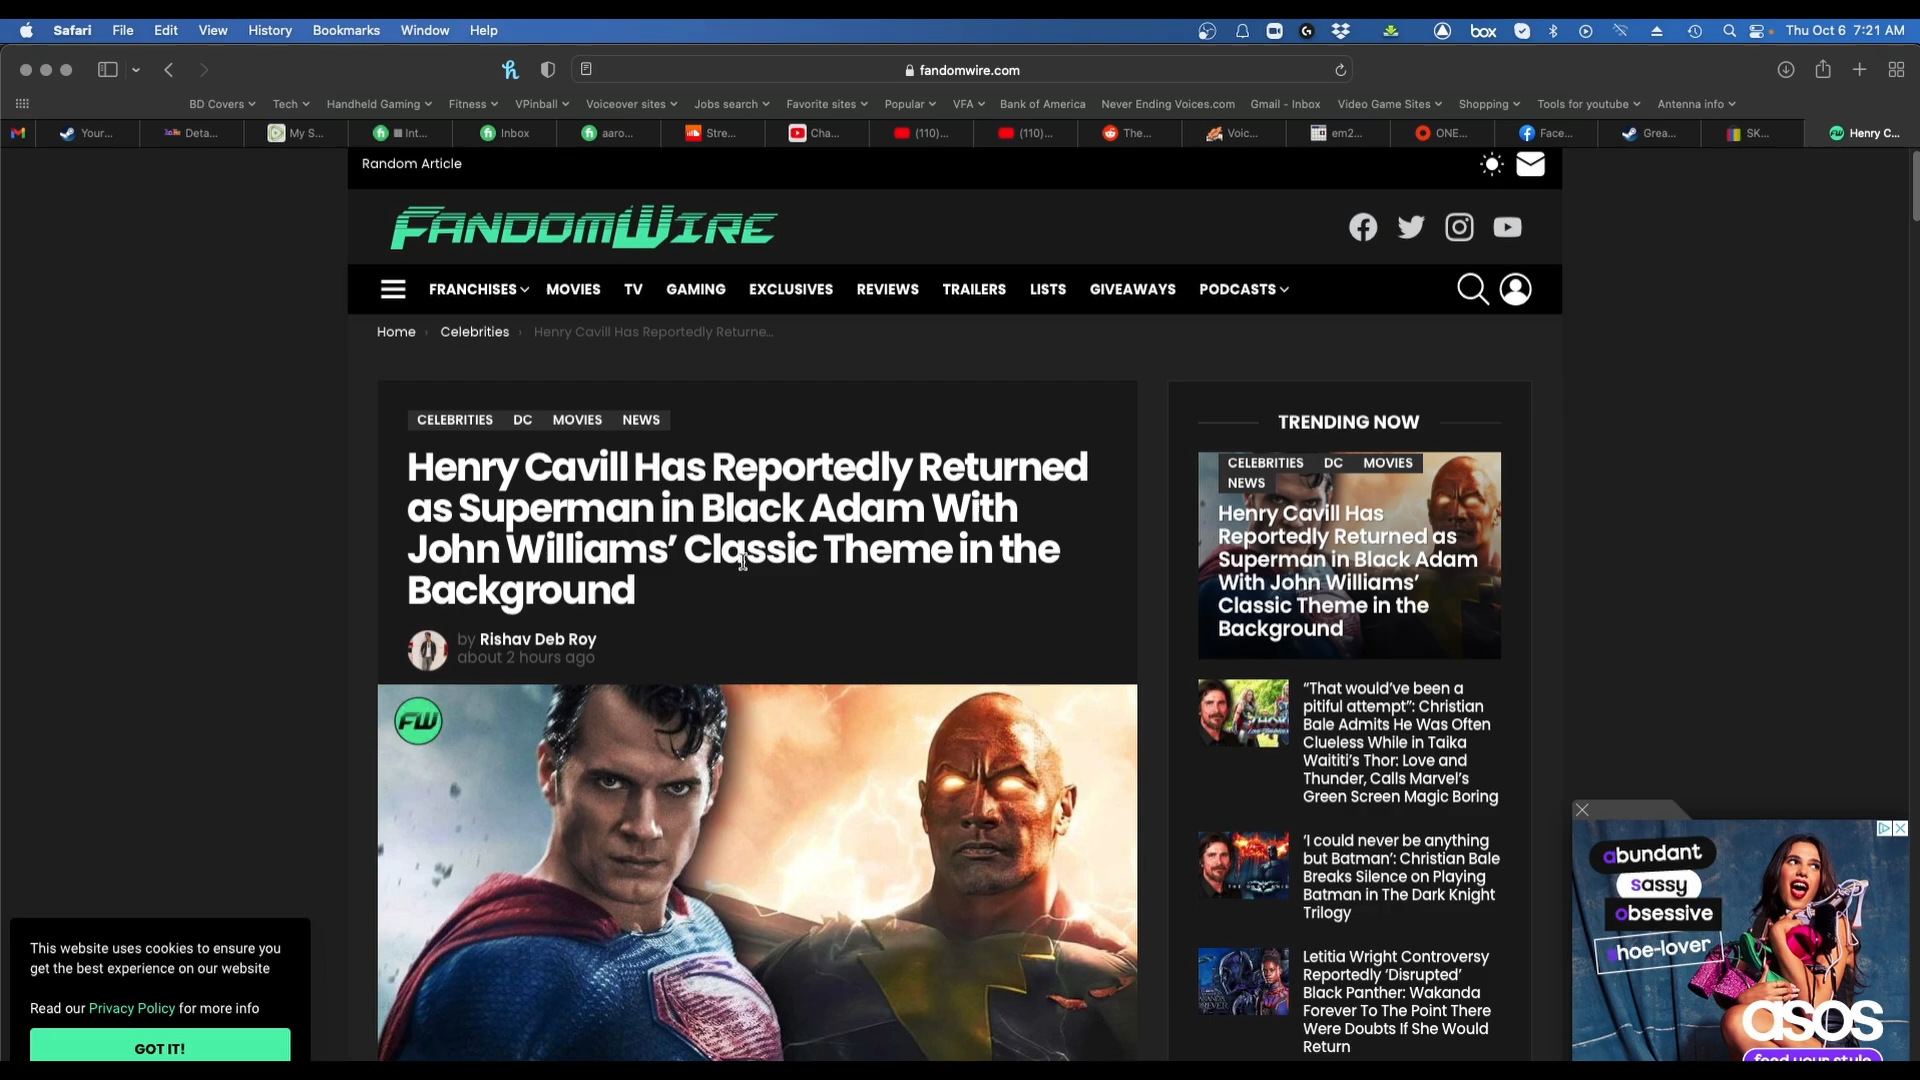 Safari File Edit View History Bookmarks Window Help box Thu Oct 6 7:21 AM
fandomwire.com
BD Covers Tech Handheld Gaming Fitness VPinball Voiceover sites Jobs search Favorite sites Popular VFA Bank of America Never Ending Voices.com Gmail - Inbox Video Game Sites Shopping Tools for youtube Antenna info
Your... Deta... My S... Int... Inbox aaro... Stre... Cha... (110)... (110)... The... Voic... em2... ONE... Face... Grea... SK... Henry C...
Random Article
FANDOMWIRE
FRANCHISES MOVIES TV GAMING EXCLUSIVES REVIEWS TRAILERS LISTS GIVEAWAYS PODCASTS
Home Celebrities Henry Cavill Has Reportedly Returne...
CELEBRITIES DC MOVIES NEWS
Henry Cavill Has Reportedly Returned
as Superman in Black Adam With
John Williams’ Classic Theme in the
Background
by Rishav Deb Roy
about 2 hours ago
FW
TRENDING NOW
CELEBRITIES DC MOVIES
NEWS
Henry Cavill Has
Reportedly Returned as
Superman in Black Adam
With John Williams’
Classic Theme in the
Background
“That would’ve been a
pitiful attempt”: Christian
Bale Admits He Was Often
Clueless While in Taika
Waititi’s Thor: Love and
Thunder, Calls Marvel’s
Green Screen Magic Boring
‘I could never be anything
but Batman’: Christian Bale
Breaks Silence on Playing
Batman in The Dark Knight
Trilogy
Letitia Wright Controversy
Reportedly ‘Disrupted’
Black Panther: Wakanda
Forever To The Point There
Were Doubts If She Would
Return
This website uses cookies to ensure you
get the best experience on our website
Read our Privacy Policy for more info
GOT IT!
abundant
sassy
obsessive
shoe-lover
asos
feed your style